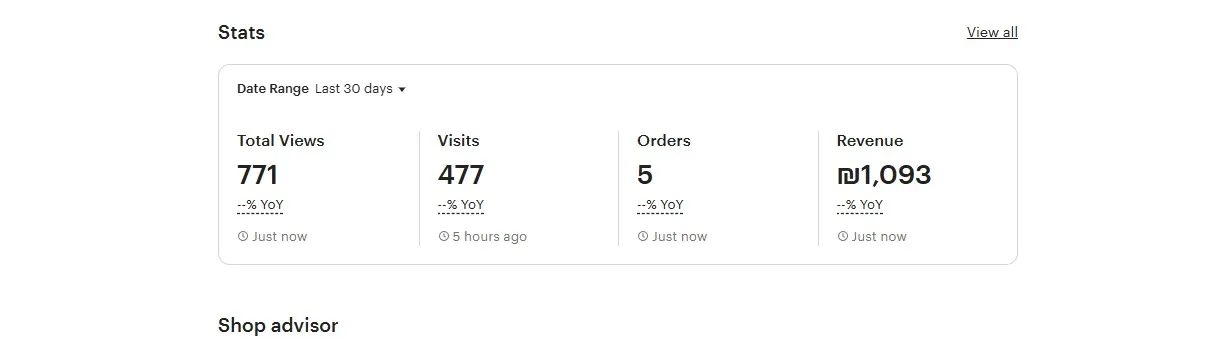 Stats
View all
Date Range Last 30 days
Total Views
771
--% YoY
Just now
Visits
477
--% YoY
5 hours ago
Orders
5
--% YoY
Just now
Revenue
₪1,093
--% YoY
Just now
Shop advisor